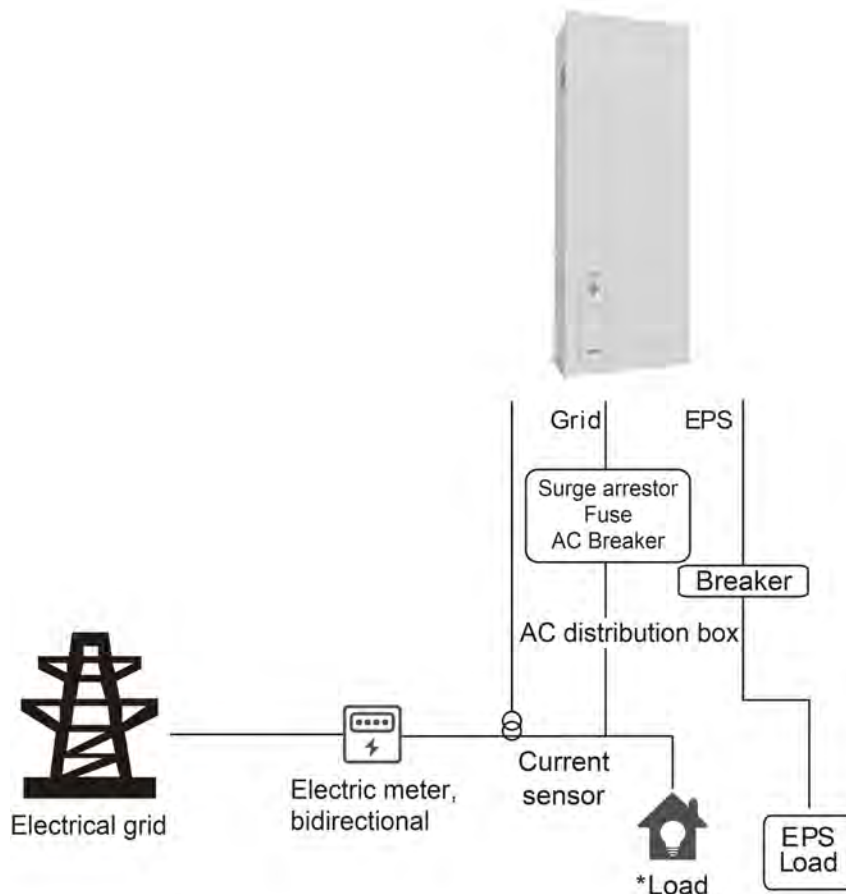 Grid
EPS
Surge arrestor
Fuse
AC Breaker
Breaker
AC distribution box
Electrical grid
Electric meter,
bidirectional
Current
sensor
*Load
EPS
Load